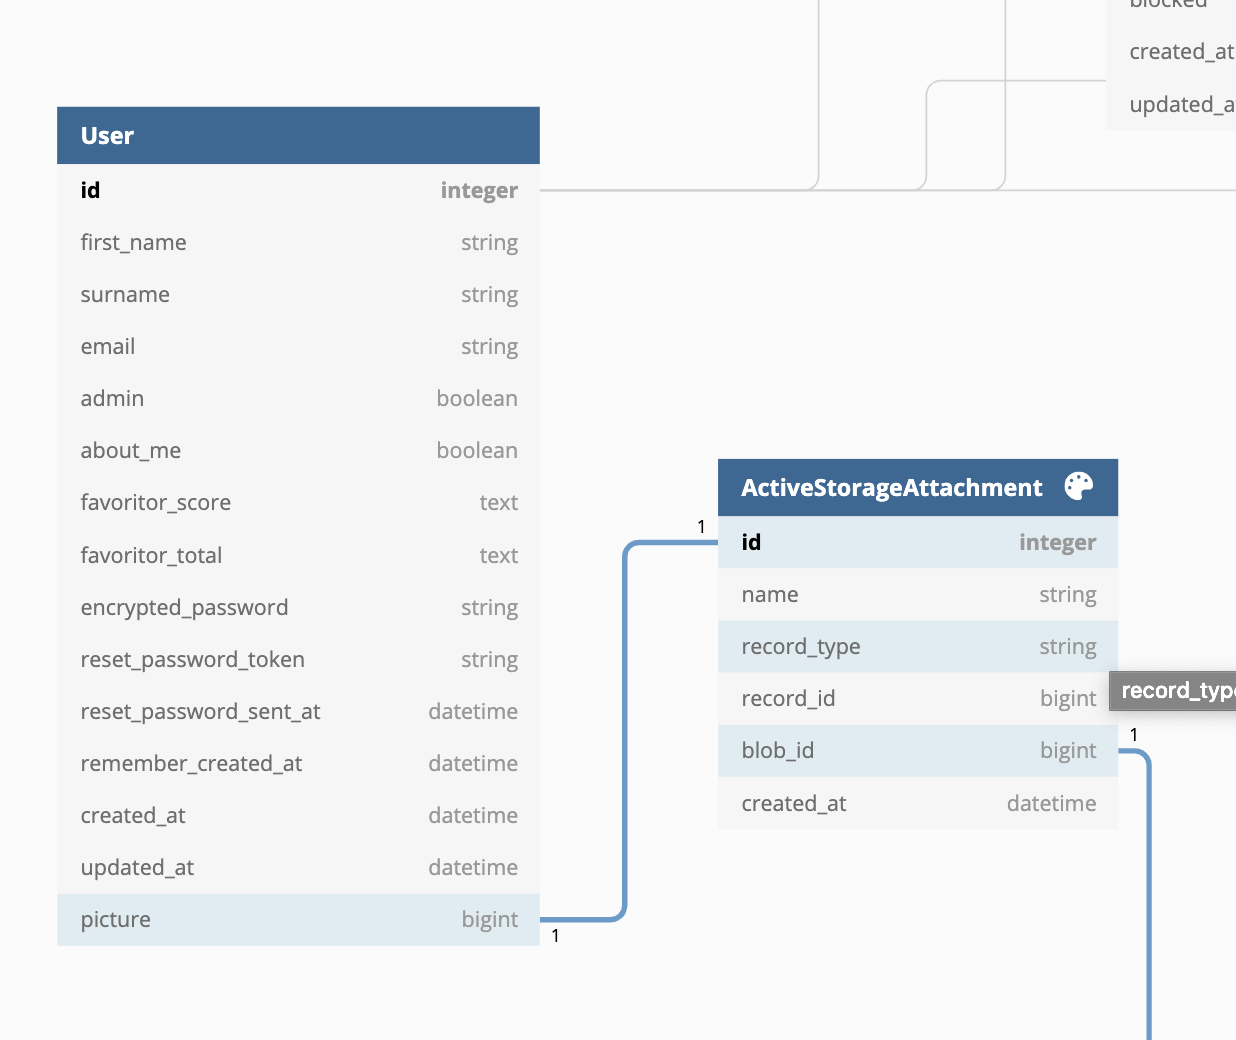 blocked
created_at
updated_a
User
id integer
first_name string
surname string
email string
admin boolean
about_me boolean
favoritor_score text
favoritor_total text
encrypted_password string
reset_password_token string
reset_password_sent_at datetime
remember_created_at datetime
created_at datetime
updated_at datetime
picture bigint
1
ActiveStorageAttachment
1
id integer
name string
record_type string
record_id bigint
record_type
blob_id bigint
1
created_at datetime